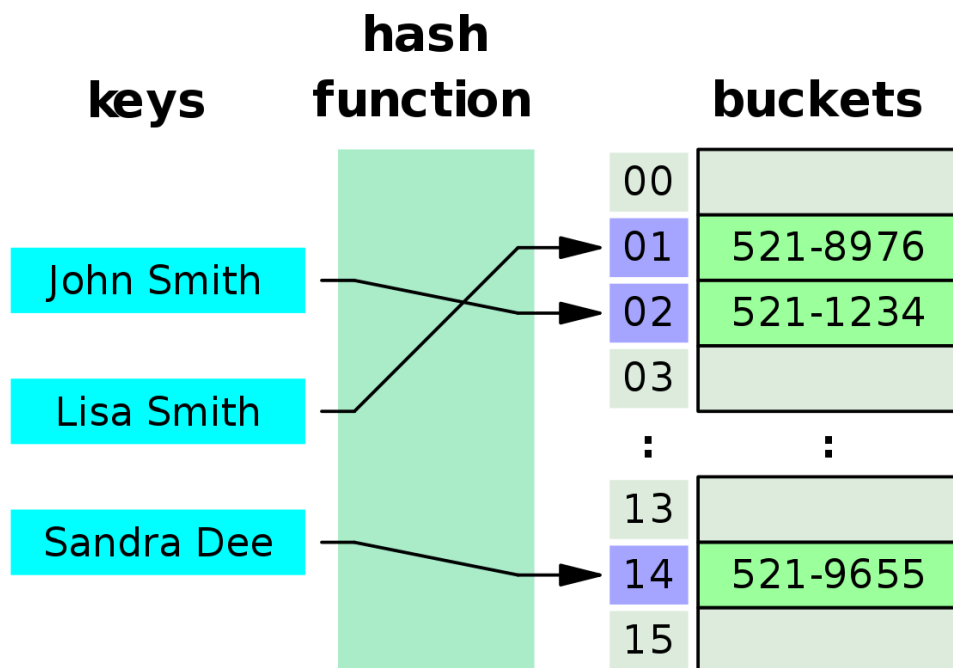 hash
keys function buckets
00
01 521-8976
John Smith
02 521-1234
03
Lisa Smith
: :
13
Sandra Dee
14 521-9655
15